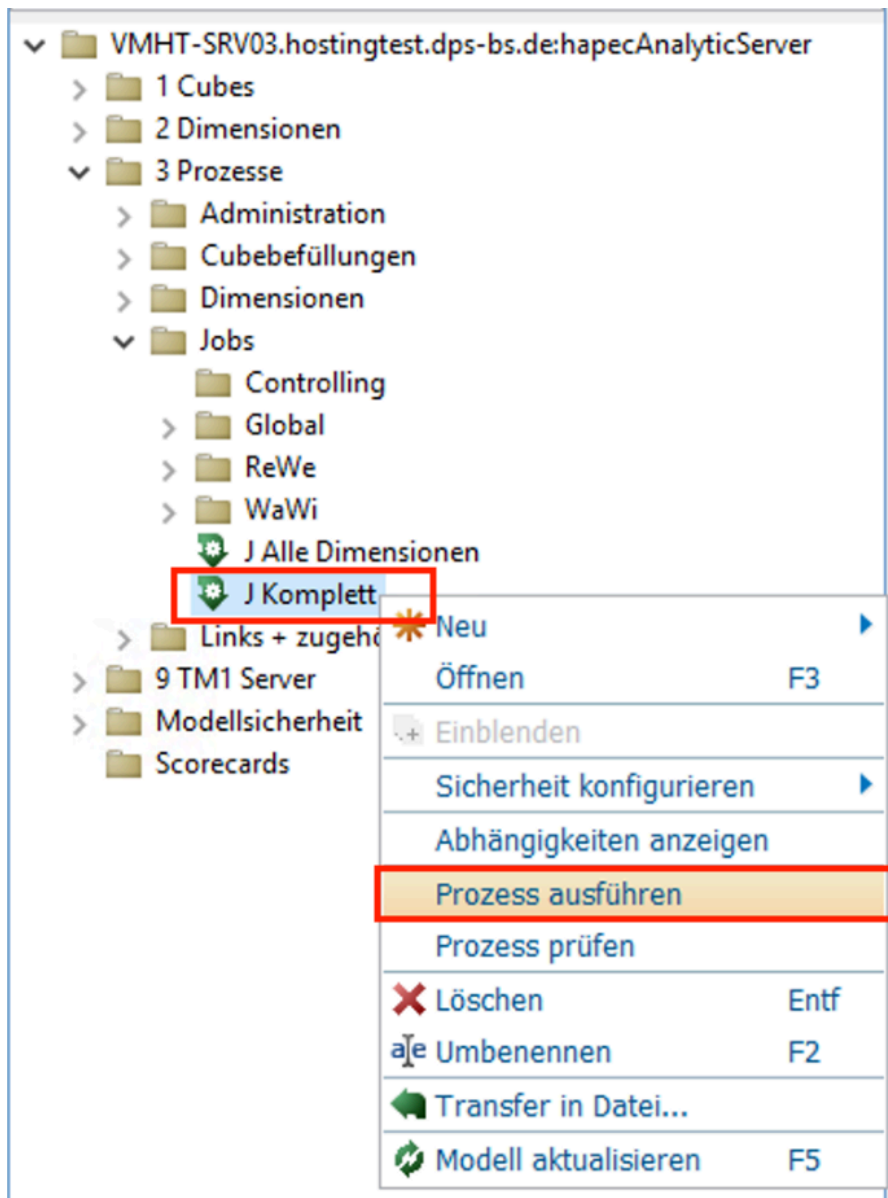 VMHT-SRV03.hostingtest.dps-bs.de:hapecAnalyticServer
1 Cubes
2 Dimensionen
3 Prozesse
Administration
Cubebefüllungen
Dimensionen
Jobs
Controlling
Global
ReWe
WaWi
J Alle Dimensionen
J Komplett
Links + zugehö
9 TM1 Server
Modellsicherheit
Scorecards
Neu
Öffnen F3
Einblenden
Sicherheit konfigurieren
Abhängigkeiten anzeigen
Prozess ausführen
Prozess prüfen
Löschen Entf
Umbenennen F2
Transfer in Datei...
Modell aktualisieren F5